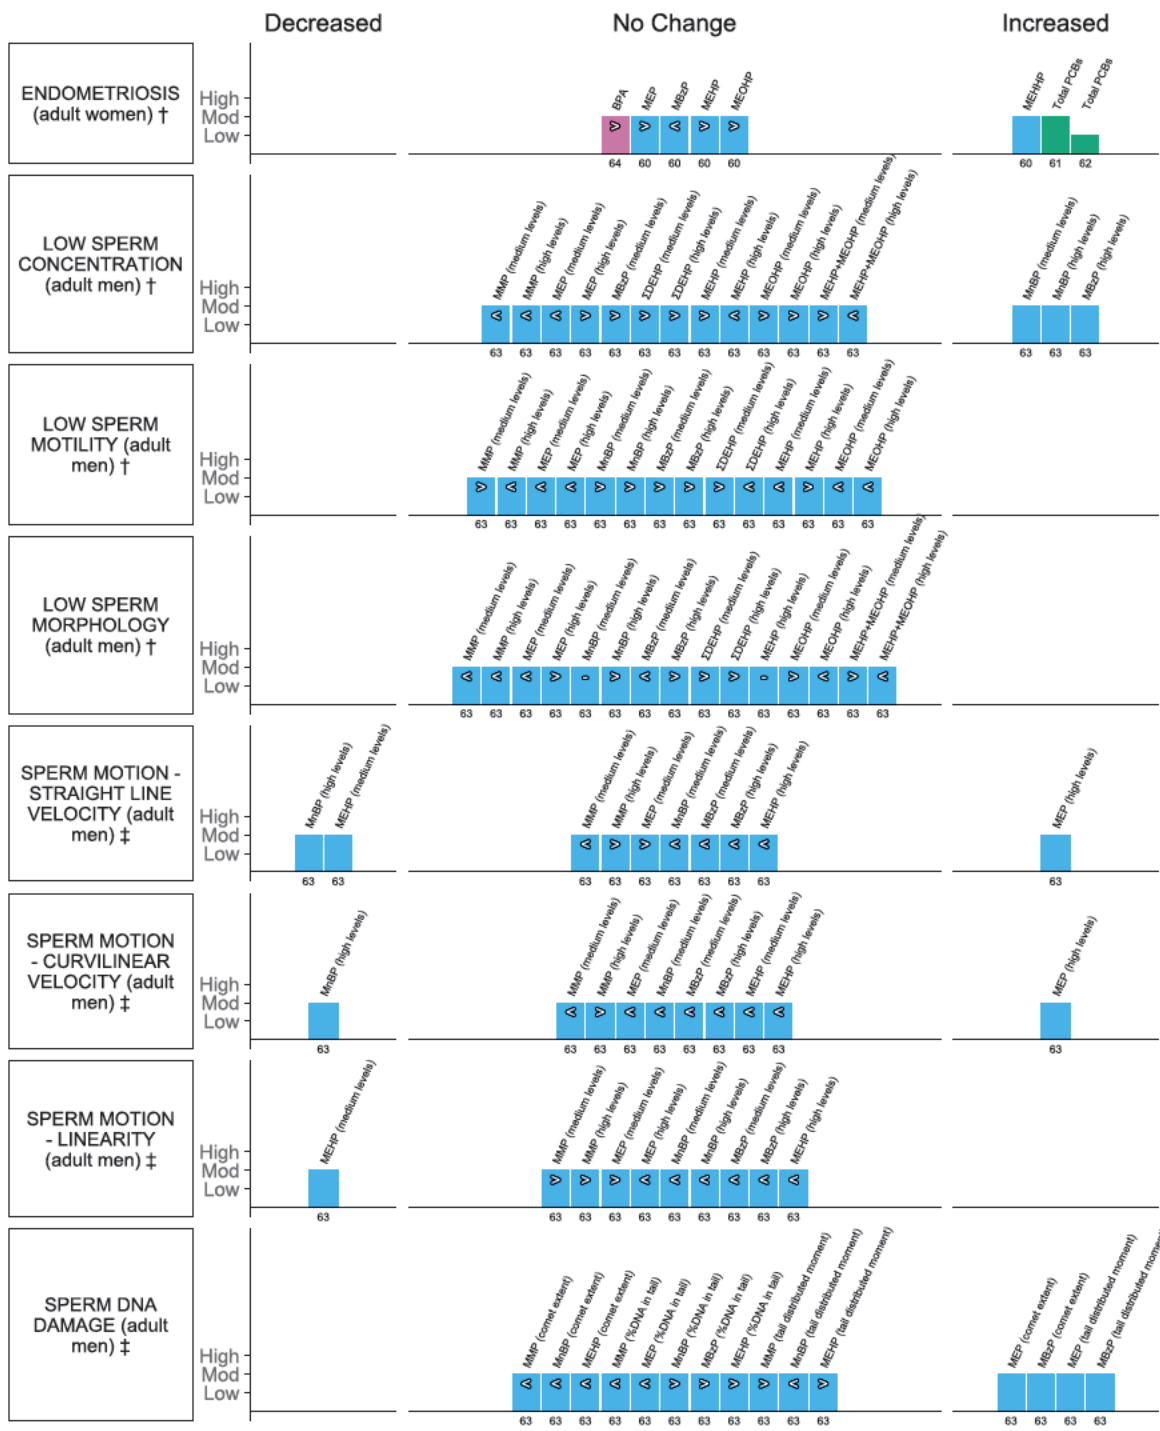 Decreased
No Change
Increased
ENDOMETRIOSIS
(adult women) †
High
Mod
Low
BPA
MEP
MBzP
MEHP
MEOHP
64 60 60 60 60
MEHHP
Total PCBs
Total PCBs
60 61 62
LOW SPERM
CONCENTRATION
(adult men) †
High
Mod
Low
MMP (medium levels)
MMP (high levels)
MEP (medium levels)
MEP (high levels)
MBzP (medium levels)
ΣDEHP (medium levels)
ΣDEHP (high levels)
MEHP (medium levels)
MEHP (high levels)
MEOHP (medium levels)
MEOHP (high levels)
MEHP+MEOHP (medium levels)
MEHP+MEOHP (high levels)
63 63 63 63 63 63 63 63 63 63 63 63 63
MnBP (medium levels)
MnBP (high levels)
MBzP (high levels)
63 63 63
LOW SPERM
MOTILITY (adult
men) †
High
Mod
Low
MMP (medium levels)
MMP (high levels)
MEP (medium levels)
MEP (high levels)
MnBP (medium levels)
MnBP (high levels)
MBzP (medium levels)
MBzP (high levels)
ΣDEHP (medium levels)
ΣDEHP (high levels)
MEHP (medium levels)
MEHP (high levels)
MEOHP (medium levels)
MEOHP (high levels)
63 63 63 63 63 63 63 63 63 63 63 63 63 63
LOW SPERM
MORPHOLOGY
(adult men) †
High
Mod
Low
MMP (medium levels)
MMP (high levels)
MEP (medium levels)
MEP (high levels)
MnBP (medium levels)
MnBP (high levels)
MBzP (medium levels)
MBzP (high levels)
ΣDEHP (medium levels)
ΣDEHP (high levels)
MEHP (high levels)
MEOHP (medium levels)
MEOHP (high levels)
MEHP+MEOHP (medium levels)
MEHP+MEOHP (high levels)
63 63 63 63 63 63 63 63 63 63 63 63 63 63 63
SPERM MOTION -
STRAIGHT LINE
VELOCITY (adult
men) ‡
High
Mod
Low
MnBP (high levels)
MEHP (medium levels)
63 63
MMP (medium levels)
MMP (high levels)
MEP (medium levels)
MnBP (medium levels)
MBzP (medium levels)
MBzP (high levels)
MEHP (high levels)
63 63 63 63 63 63 63
MEP (high levels)
63
SPERM MOTION
- CURVILINEAR
VELOCITY (adult
men) ‡
High
Mod
Low
MnBP (high levels)
63
MMP (medium levels)
MMP (high levels)
MEP (medium levels)
MnBP (medium levels)
MBzP (medium levels)
MBzP (high levels)
MEHP (medium levels)
MEHP (high levels)
63 63 63 63 63 63 63 63
MEP (high levels)
63
SPERM MOTION
- LINEARITY
(adult men) ‡
High
Mod
Low
MEHP (medium levels)
63
MMP (medium levels)
MMP (high levels)
MEP (medium levels)
MEP (high levels)
MnBP (medium levels)
MnBP (high levels)
MBzP (medium levels)
MBzP (high levels)
MEHP (high levels)
63 63 63 63 63 63 63 63 63
SPERM DNA
DAMAGE (adult
men) ‡
High
Mod
Low
MMP (comet extent)
MnBP (comet extent)
MEHP (comet extent)
MMP (%DNA in tail)
MEP (%DNA in tail)
MnBP (%DNA in tail)
MBzP (%DNA in tail)
MEHP (%DNA in tail)
MMP (tail distributed moment)
MnBP (tail distributed moment)
MEHP (tail distributed moment)
63 63 63 63 63 63 63 63 63 63 63
MEP (comet extent)
MBzP (comet extent)
MEP (tail distributed moment)
MBzP (tail distributed moment
63 63 63 63